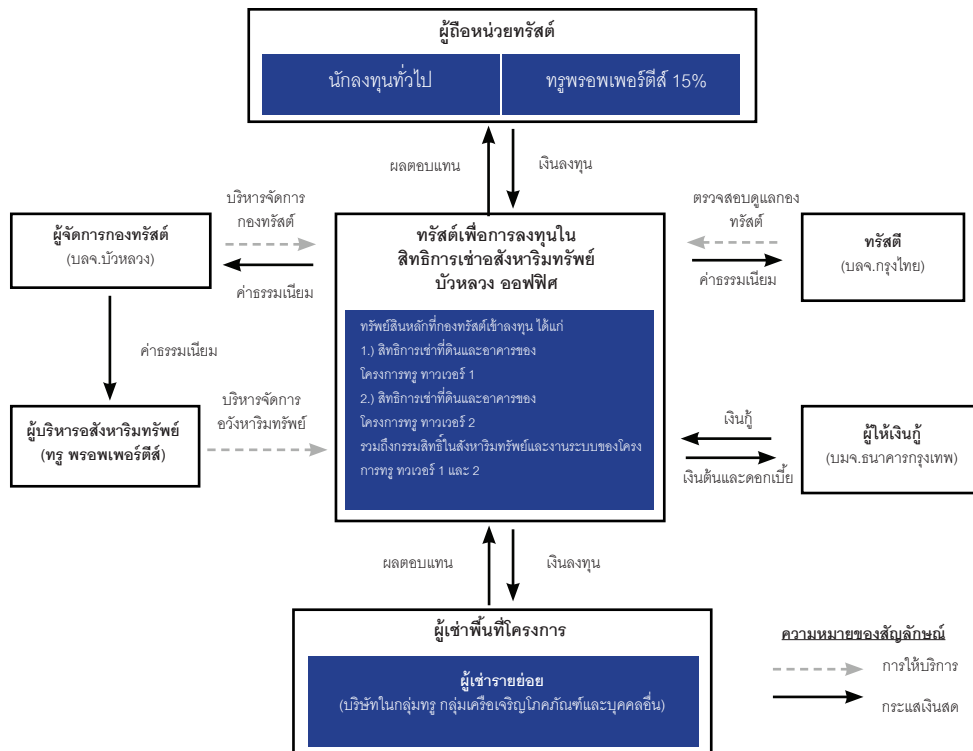 ผู้ถือหน่วยทรัสต์
นักลงทุนทั่วไป
ทรูพรอพเพอร์ตีส์ 15%
ผลตอบแทน
เงินลงทุน
บริหารจัดการ
กองทรัสต์
ตรวจสอบดูแลกอง
ทรัสต์
ผู้จัดการกองทรัสต์
(บลจ.บัวหลวง)
ทรัสต์เพื่อการลงทุนใน
สิทธิการเช่าอสังหาริมทรัพย์
บัวหลวง ออฟฟิศ
ทรัสตี
(บลจ.กรุงไทย)
ค่าธรรมเนียม
ค่าธรรมเนียม
ทรัพย์สินหลักที่กองทรัสต์เข้าลงทุน ได้แก่
1.) สิทธิการเช่าที่ดินและอาคารของ
โครงการทรู ทาวเวอร์ 1
2.) สิทธิการเช่าที่ดินและอาคารของ
โครงการทรู ทาวเวอร์ 2
รวมถึงกรรมสิทธิ์ในสังหาริมทรัพย์และงานระบบของโครง
การทรู ทวเวอร์ 1 และ 2
ค่าธรรมเนียม
บริหารจัดการ
อวังหาริมทรัพย์
ผู้บริหารอสังหาริมทรัพย์
(ทรู พรอพเพอร์ตีส์)
เงินกู้
เงินต้นและดอกเบี้ย
ผู้ให้เงินกู้
(บมจ.ธนาคารกรุงเทพ)
ผลตอบแทน
เงินลงทุน
ผู้เช่าพื้นที่โครงการ
ผู้เช่ารายย่อย
(บริษัทในกลุ่มทรู กลุ่มเครือเจริญโภคภัณฑ์และบุคคลอื่น)
ความหมายของสัญลักษณ์
การให้บริการ
กระแสเงินสด